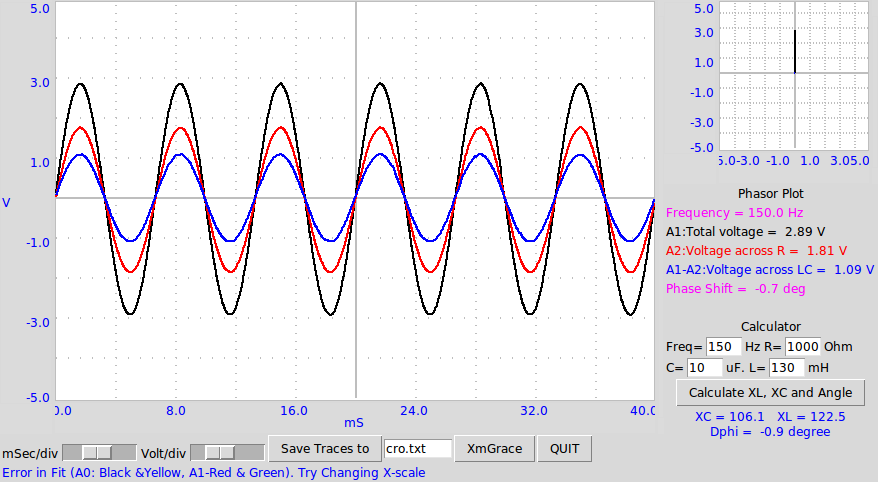 5.0
3.0
1.0
V
-1.0
-3.0
-5.0
0.0 8.0 16.0 24.0 32.0 40.0
mS
5.0
3.0
1.0
-1.0
-3.0
-5.0
5.0-3.0 -1.0 1.0 3.05.0
Phasor Plot
Frequency = 150.0 Hz
A1:Total voltage = 2.89 V
A2:Voltage across R = 1.81 V
A1-A2:Voltage across LC = 1.09 V
Phase Shift = -0.7 deg
Calculator
Freq= 150 Hz R= 1000 Ohm
C= 10 uF. L= 130 mH
Calculate XL, XC and Angle
XC = 106.1 XL = 122.5
Dphi = -0.9 degree
mSec/div Volt/div Save Traces to cro.txt XmGrace QUIT
Error in Fit (A0: Black &Yellow, A1-Red & Green). Try Changing X-scale